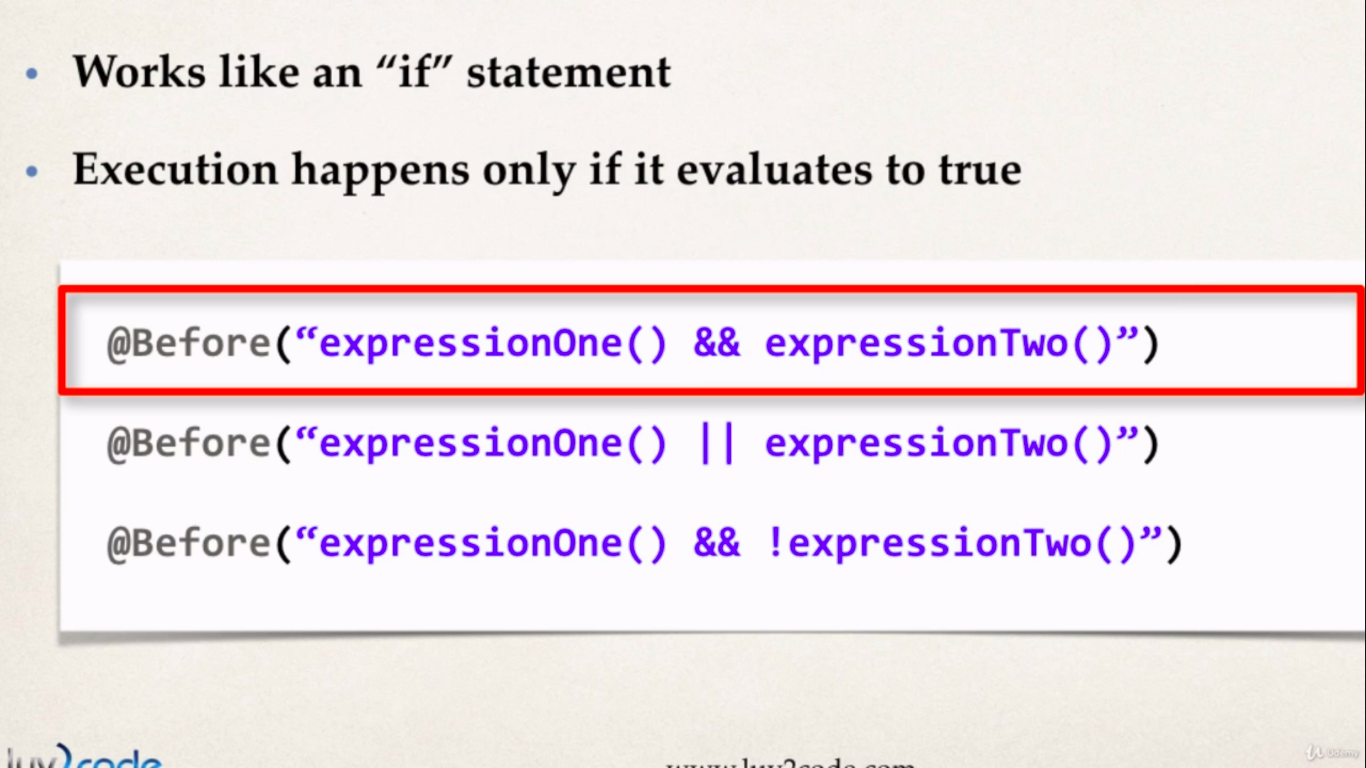 • Works like an “if” statement
• Execution happens only if it evaluates to true
@Before(“expressionOne() && expressionTwo()”)
@Before(“expressionOne() || expressionTwo()”)
@Before(“expressionOne() && !expressionTwo()”)
luv2code
www.luv2code.com
Udemy